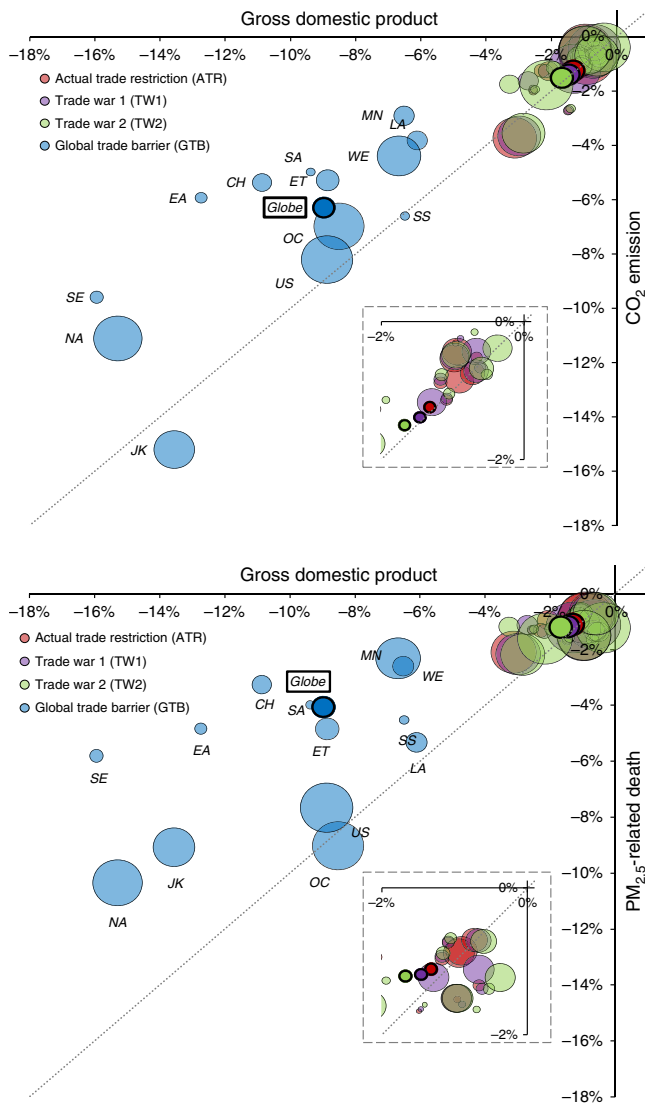 Gross domestic product
−18% −16% −14% −12% −10% −8% −6% −4% −2% 0%
0%
Actual trade restriction (ATR)
Trade war 1 (TW1)
Trade war 2 (TW2)
Global trade barrier (GTB)
−2%
MN
LA
−4%
SA
WE
CH
ET
EA
−6%
Globe
SS
OC
−8%
US
CO2 emission
SE
−10%
NA
0%
−2%
0%
−12%
−14%
JK
−16%
−2%
−18%
Gross domestic product
−18% −16% −14% −12% −10% −8% −6% −4% −2% 0%
0%
Actual trade restriction (ATR)
Trade war 1 (TW1)
Trade war 2 (TW2)
Global trade barrier (GTB)
−2%
MN
WE
Globe
−4%
CH
SA
EA
ET
SS
LA
SE
−6%
−8%
US
JK
OC
NA
PM2.5-related death
−10%
0%
−2%
0%
−12%
−14%
−2%
−16%
−18%